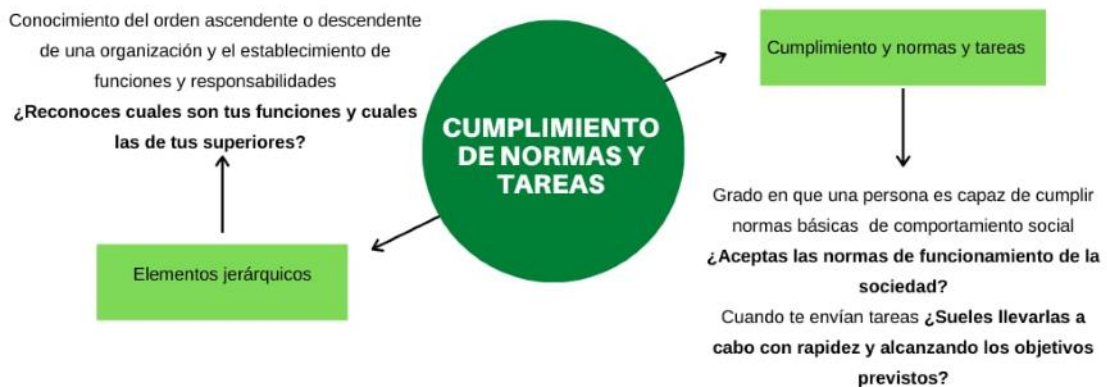 Conocimiento del orden ascendente o descendente
de una organización y el establecimiento de
funciones y responsabilidades
¿Reconoces cuales son tus funciones y cuales
las de tus superiores?
Elementos jerárquicos
CUMPLIMIENTO
DE NORMAS Y
TAREAS
Cumplimiento y normas y tareas
Grado en que una persona es capaz de cumplir
normas básicas de comportamiento social
¿Aceptas las normas de funcionamiento de la
sociedad?
Cuando te envían tareas ¿Sueles llevarlas a
cabo con rapidez y alcanzando los objetivos
previstos?